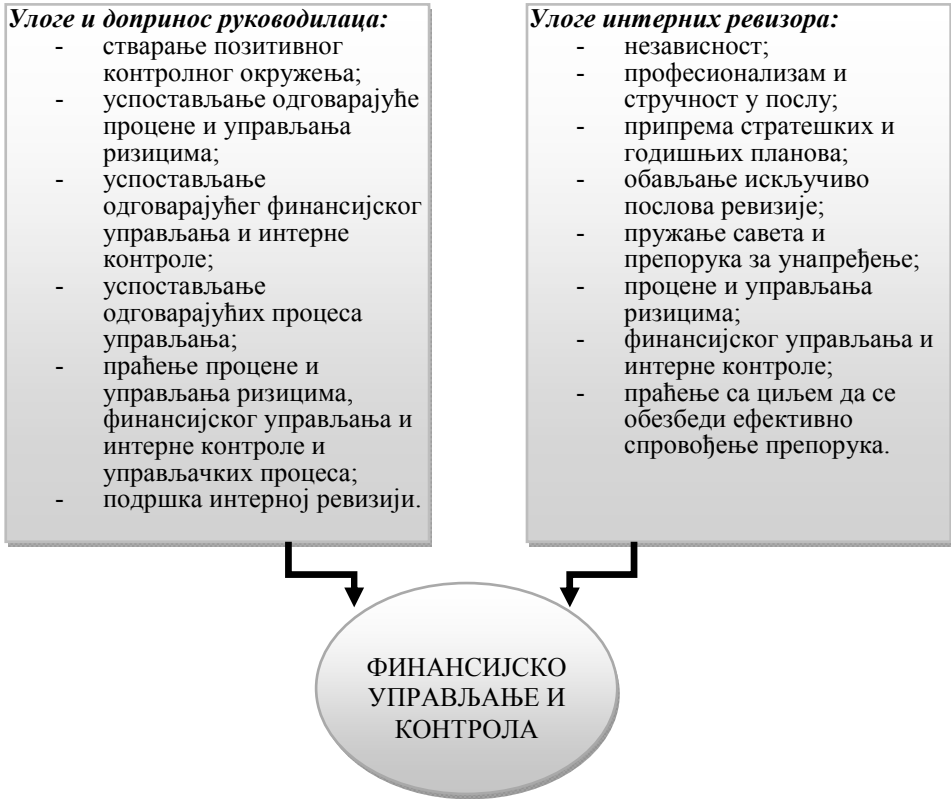 Улоге и допринос руководилаца:
- стварање позитивног
контролног окружења;
- успостављање одговарајуће
процене и управљања
ризицима;
- успостављање
одговарајућег финансијског
управљања и интерне
контроле;
- успостављање
одговарајућих процеса
управљања;
- праћење процене и
управљања ризицима,
финансијског управљања и
интерне контроле и
управљачких процеса;
- подршка интерној ревизији.
Улоге интерних ревизора:
- независност;
- професионализам и
стручност у послу;
- припрема стратешких и
годишњих планова;
- обављање искључиво
послова ревизије;
- пружање савета и
препорука за унапређење;
- процене и управљања
ризицима;
- финансијског управљања и
интерне контроле;
- праћење са циљем да се
обезбеди ефективно
спровођење препорука.
ФИНАНСИЈСКО
УПРАВЉАЊЕ И
КОНТРОЛА